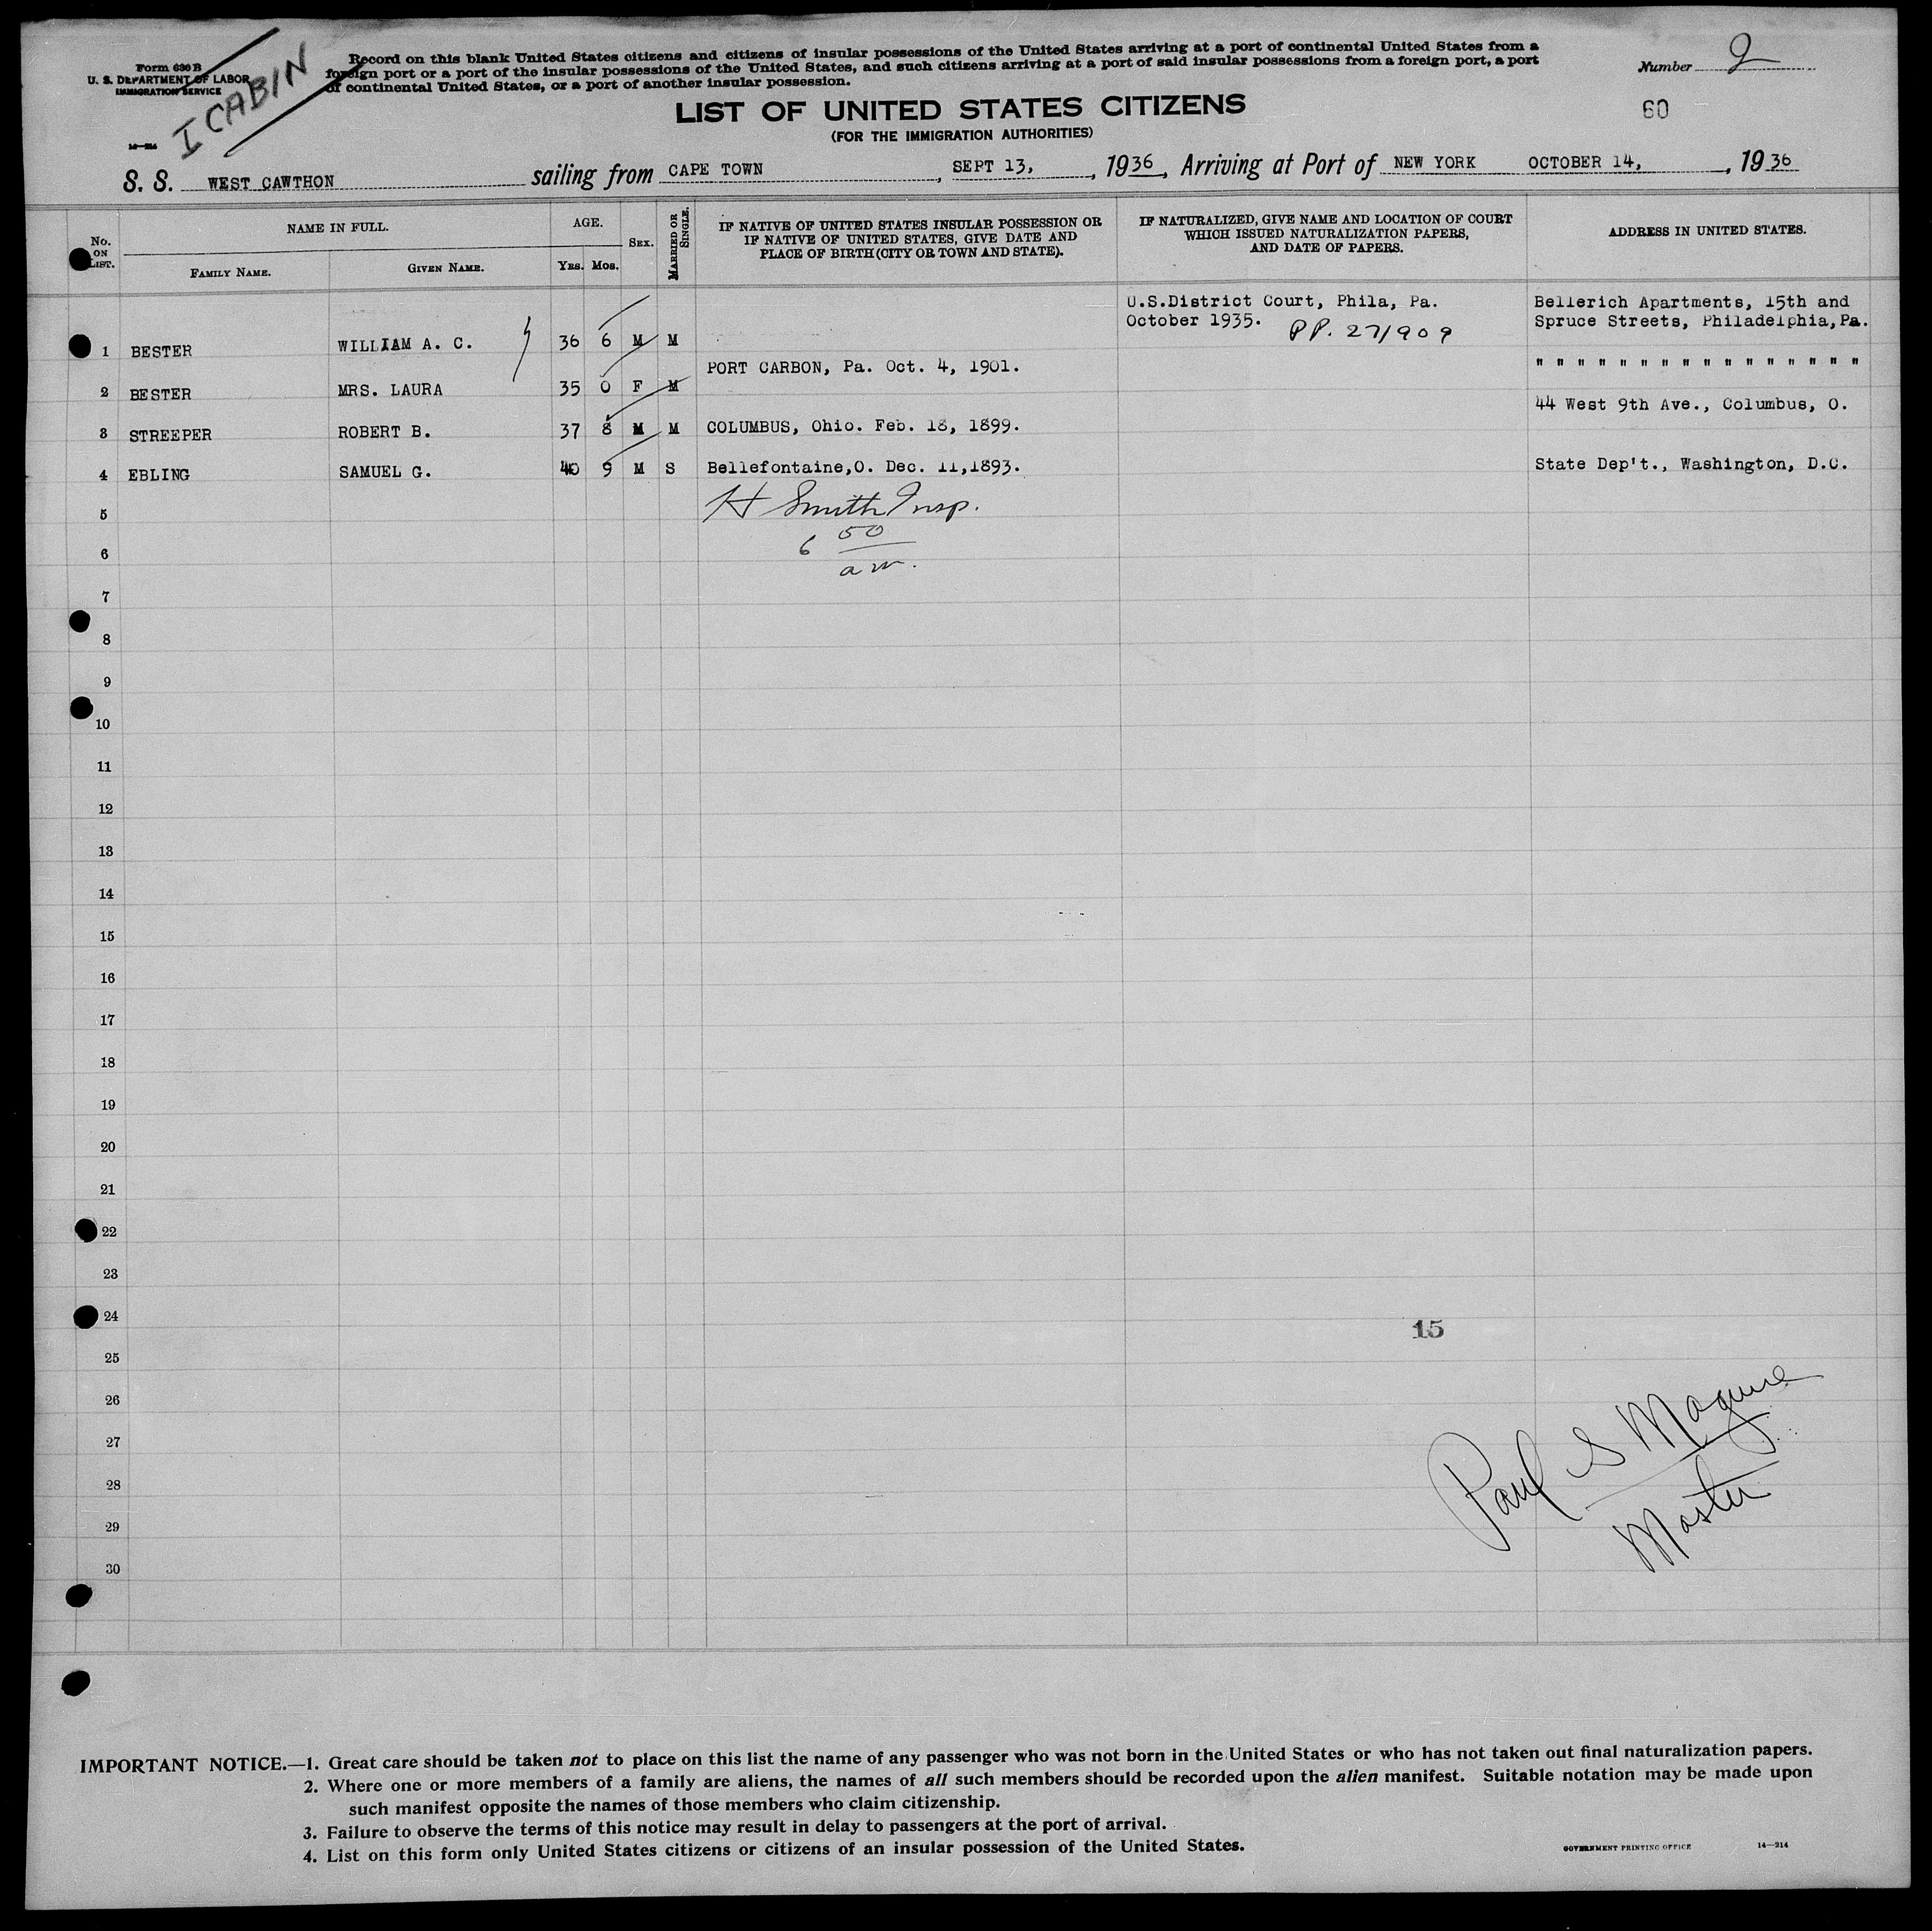 Form 630 B
U. S. DEPARTMENT OF LABOR
IMMIGRATION SERVICE
14—214
I CABIN
Record on this blank United States citizens and citizens of insular possessions of the United States arriving at a port of continental United States from a
foreign port or a port of the insular possessions of the United States, and such citizens arriving at a port of said insular possessions from a foreign port, a port
of continental United States, or a port of another insular possession.
Number 2
60
LIST OF UNITED STATES CITIZENS
(FOR THE IMMIGRATION AUTHORITIES)
S. S. WEST CAWTHON sailing from CAPE TOWN, SEPT 13, , 1936, Arriving at Port of NEW YORK OCTOBER 14, , 1936
No. ON LIST. NAME IN FULL. FAMILY NAME. GIVEN NAME. AGE. YRS. MOS. SEX. MARRIED OR SINGLE. IF NATIVE OF UNITED STATES INSULAR POSSESSION OR IF NATIVE OF UNITED STATES, GIVE DATE AND PLACE OF BIRTH (CITY OR TOWN AND STATE). IF NATURALIZED, GIVE NAME AND LOCATION OF COURT WHICH ISSUED NATURALIZATION PAPERS, AND DATE OF PAPERS. ADDRESS IN UNITED STATES.
U.S.District Court, Phila, Pa. Bellerich Apartments, 15th and
October 1935. PP. 271909 Spruce Streets, Philadelphia, Pa.
1 BESTER WILLIAM A. C. 36 6 M M
PORT CARBON, Pa. Oct. 4, 1901. " " " " " " " " " " " " " " " "
2 BESTER MRS. LAURA 35 0 F M
44 West 9th Ave., Columbus, O.
3 STREEPER ROBERT B. 37 8 M M COLUMBUS, Ohio. Feb. 18, 1899.
4 EBLING SAMUEL G. 40 9 M S Bellefontaine,O. Dec. 11,1893. State Dep't., Washington, D.C.
5 H Smith Insp.
6 6 50
a m.
7
8
9
10
11
12
13
14
15
16
17
18
19
20
21
22
23
24
15
25
26
27
Paul S Maguire
28
Master
29
30
IMPORTANT NOTICE.—1. Great care should be taken not to place on this list the name of any passenger who was not born in the United States or who has not taken out final naturalization papers.
2. Where one or more members of a family are aliens, the names of all such members should be recorded upon the alien manifest. Suitable notation may be made upon
such manifest opposite the names of those members who claim citizenship.
3. Failure to observe the terms of this notice may result in delay to passengers at the port of arrival.
4. List on this form only United States citizens or citizens of an insular possession of the United States.
GOVERNMENT PRINTING OFFICE 14—214